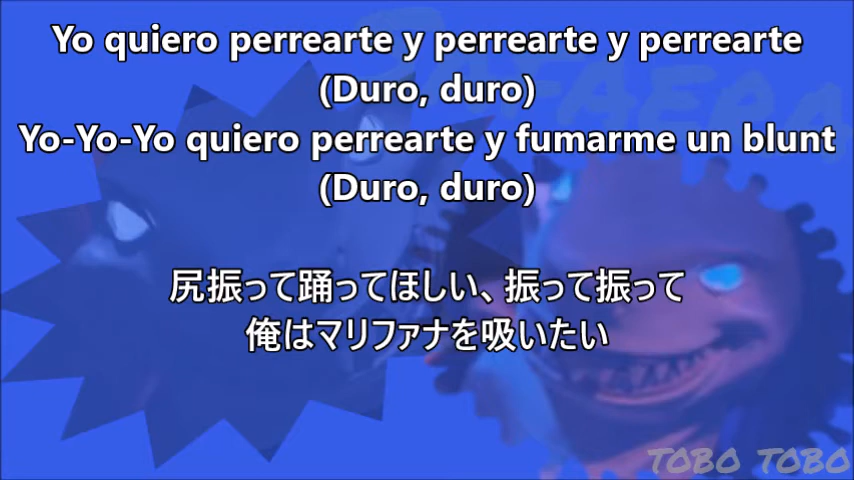 Yo quiero perrearte y perrearte y perrearte
(Duro, duro)
Yo-Yo-Yo quiero perrearte y fumarme un blunt
(Duro, duro)
尻振って踊ってほしい、振って振って
俺はマリファナを吸いたい
TOBO TOBO